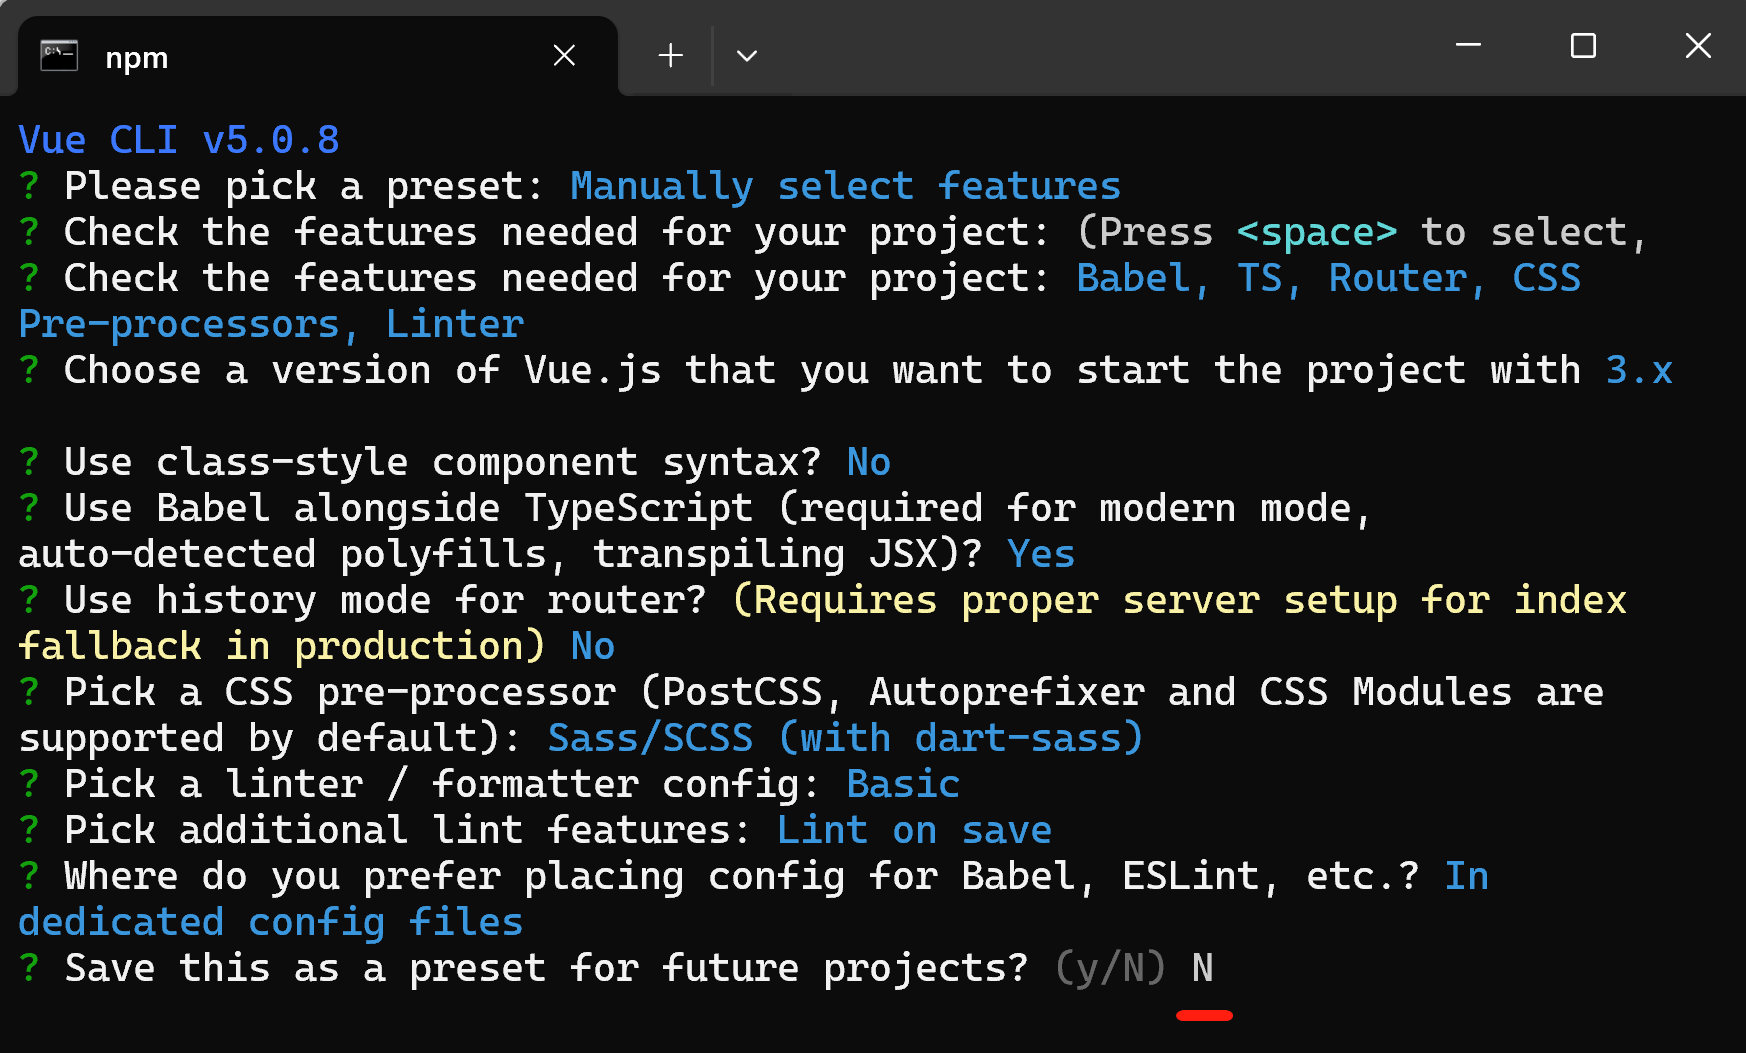 npm
Vue CLI v5.0.8
? Please pick a preset: Manually select features
? Check the features needed for your project: (Press <space> to select,
? Check the features needed for your project: Babel, TS, Router, CSS
Pre-processors, Linter
? Choose a version of Vue.js that you want to start the project with 3.x
? Use class-style component syntax? No
? Use Babel alongside TypeScript (required for modern mode,
auto-detected polyfills, transpiling JSX)? Yes
? Use history mode for router? (Requires proper server setup for index
fallback in production) No
? Pick a CSS pre-processor (PostCSS, Autoprefixer and CSS Modules are
supported by default): Sass/SCSS (with dart-sass)
? Pick a linter / formatter config: Basic
? Pick additional lint features: Lint on save
? Where do you prefer placing config for Babel, ESLint, etc.? In
dedicated config files
? Save this as a preset for future projects? (y/N) N